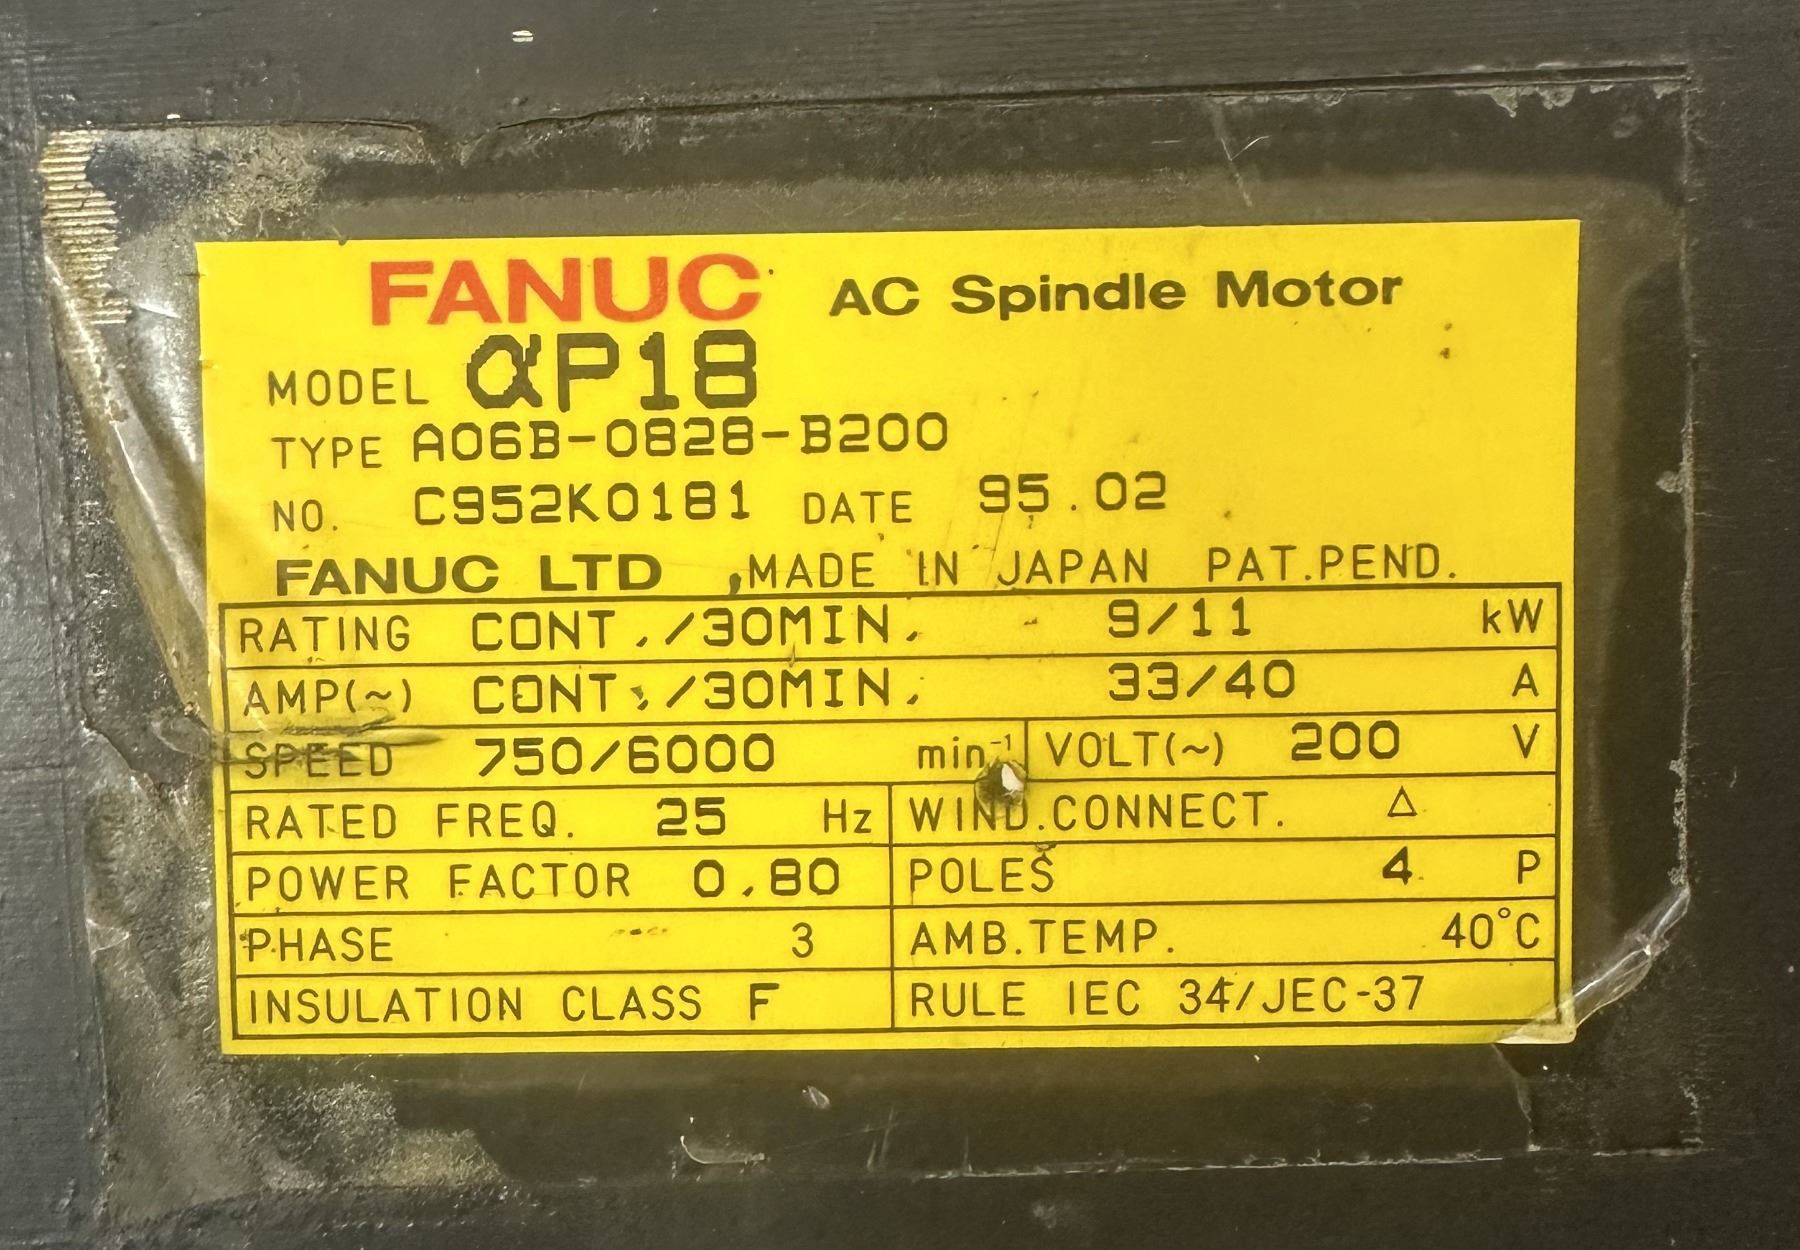 FANUC AC Spindle Motor
MODEL αP18
TYPE A06B-0828-B200
NO. C952K0181 DATE 95.02
FANUC LTD ,MADE IN JAPAN PAT.PEND.
RATING CONT./30MIN. 9/11 kW
AMP(~) CONT./30MIN. 33/40 A
SPEED 750/6000 min⁻¹ VOLT(~) 200 V
RATED FREQ. 25 Hz WIND.CONNECT. △
POWER FACTOR 0.80 POLES 4 P
PHASE 3 AMB.TEMP. 40°C
INSULATION CLASS F RULE IEC 34/JEC-37